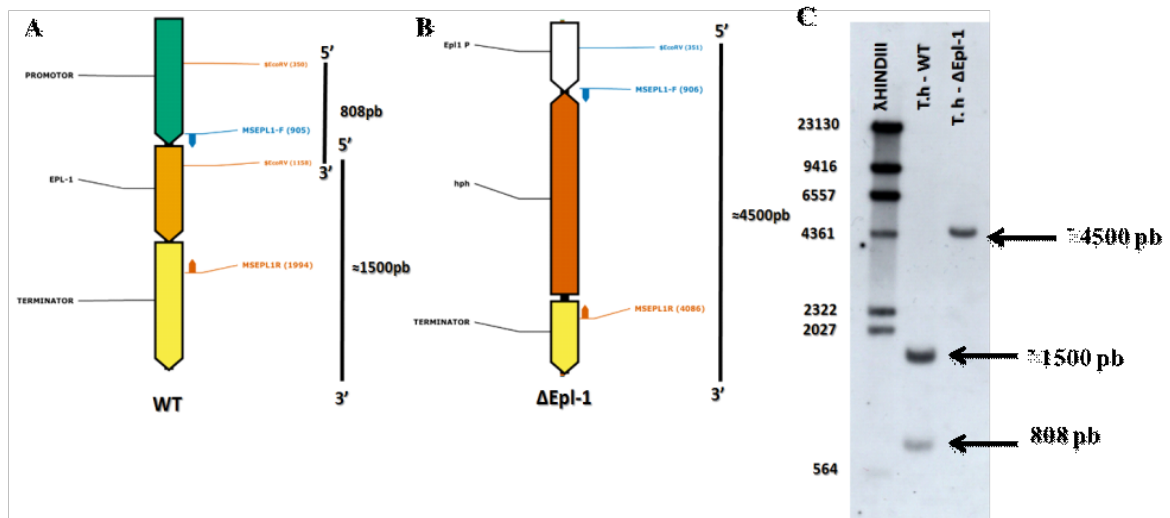 A
PROMOTOR
EPL-1
TERMINATOR
$EcoRV (350)
MSEPL1-F (905)
$EcoRV (1158)
MSEPL1R (1994)
5’
808pb
5’
3’
≈1500pb
3’
WT
B
Epl1 P
hph
TERMINATOR
$EcoRV (351)
MSEPL1-F (906)
MSEPL1R (4086)
5’
≈4500pb
3’
ΔEpl-1
C
λHINDIII
T.h - WT
T. h - ΔEpl-1
23130
9416
6557
4361
2322
2027
564
~4500 pb
~1500 pb
808 pb